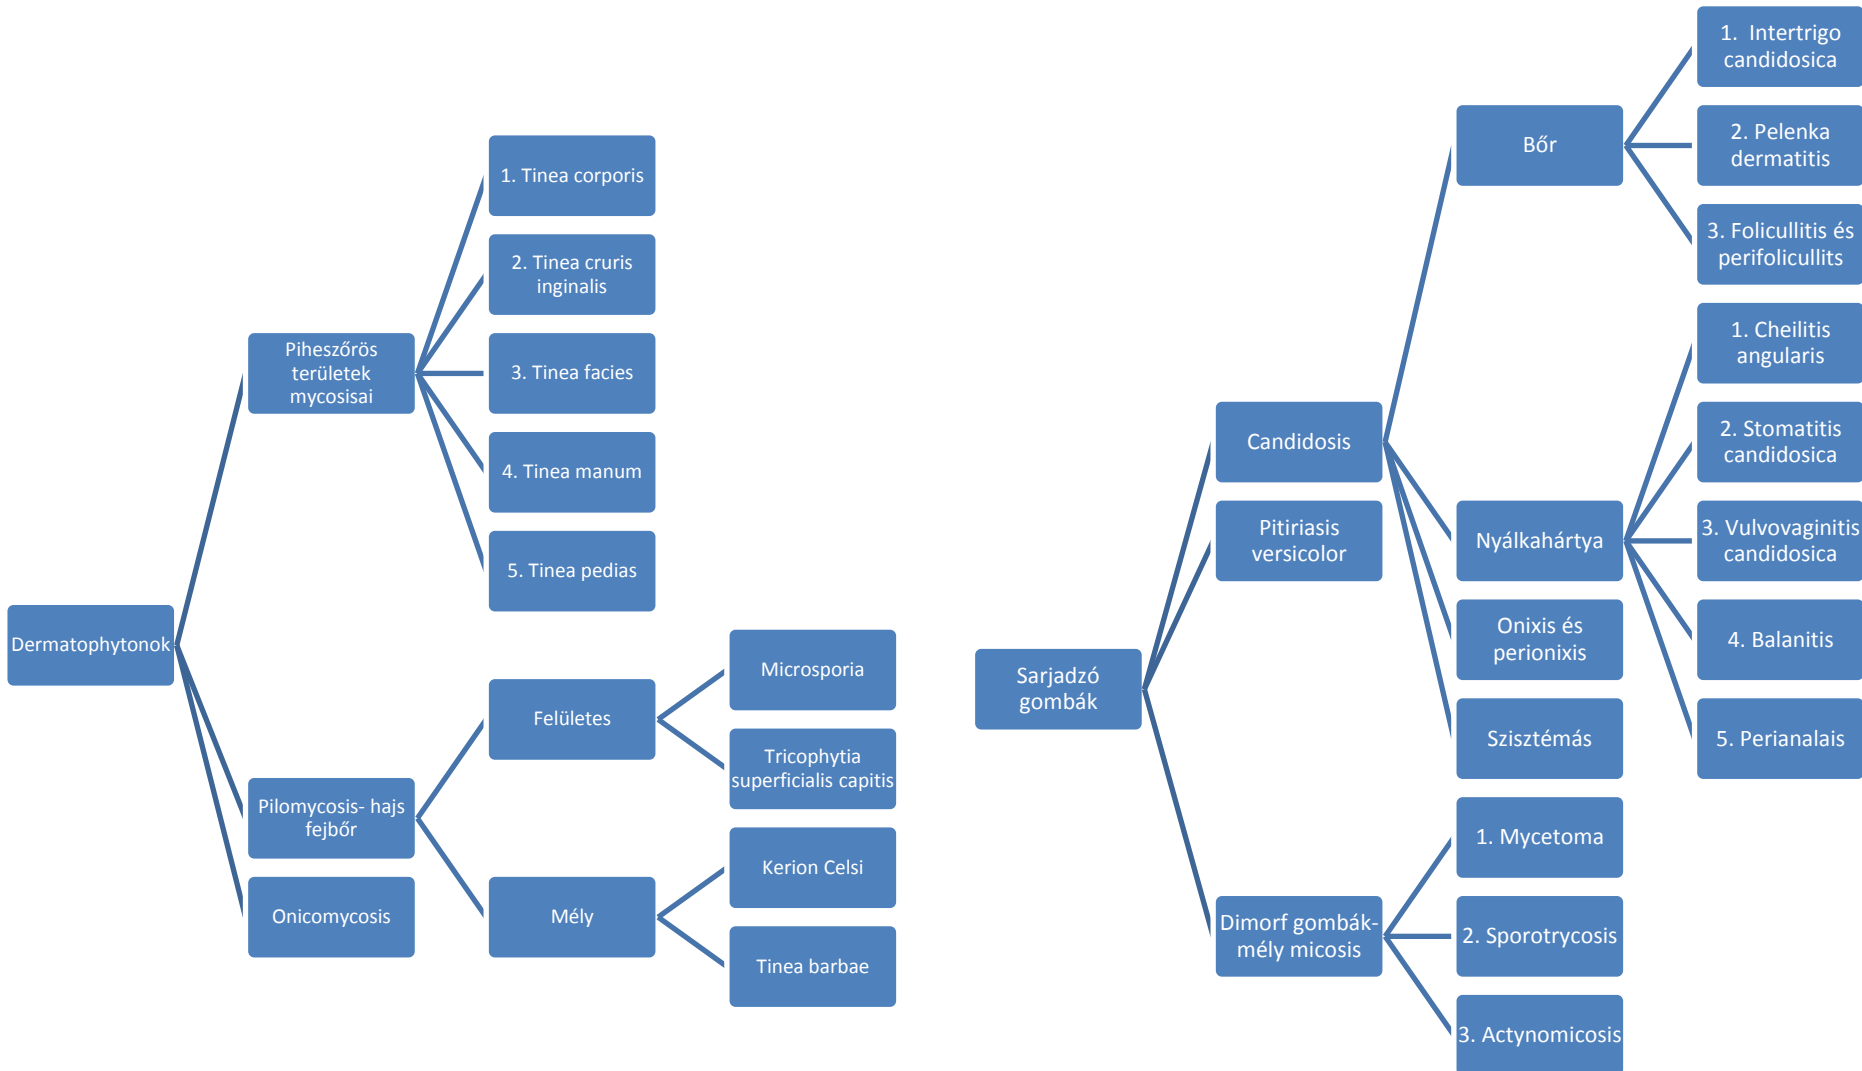 Dermatophytonok
Piheszőrös
területek
mycosisai
1. Tinea corporis
2. Tinea cruris
inginalis
3. Tinea facies
4. Tinea manum
5. Tinea pedias
Pilomycosis- hajs
fejbőr
Felületes
Microsporia
Tricophytia
superficialis capitis
Mély
Kerion Celsi
Tinea barbae
Onicomycosis
Sarjadzó
gombák
Candidosis
Bőr
1. Intertrigo
candidosica
2. Pelenka
dermatitis
3. Folicullitis és
perifolicullits
Nyálkahártya
1. Cheilitis
angularis
2. Stomatitis
candidosica
3. Vulvovaginitis
candidosica
4. Balanitis
5. Perianalais
Onixis és
perionixis
Szisztémás
Pitiriasis
versicolor
Dimorf gombák-
mély micosis
1. Mycetoma
2. Sporotrycosis
3. Actynomicosis